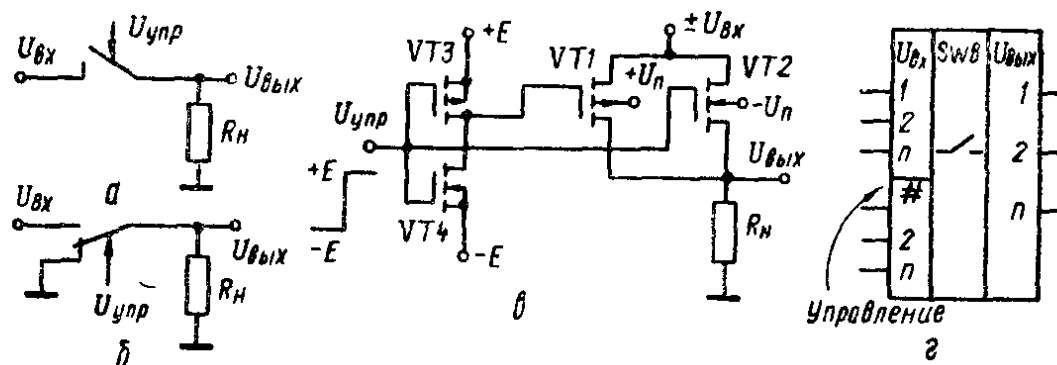 Uупр
Uвх
Uвых
Rн
а
Uвх
Uвых
Rн
Uупр
б
+E
VT3
± Uвх
VT1
+Uп
VT2
-Uп
Uупр
+E
-E
VT4
-E
Uвых
Rн
в
Uвх SW8 Uвых
1 1
2
n 2
#
2 n
n
Управление
г